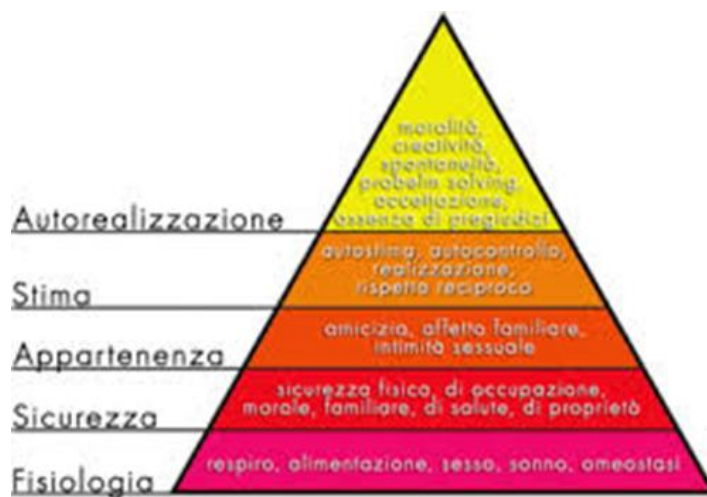 moralità,
creatività,
spontaneità,
probelm solving,
accettazione,
assenza di pregiudizi
Autorealizzazione
autostima, autocontrollo,
realizzazione,
rispetto reciproco
Stima
amicizia, affetto familiare,
intimità sessuale
Appartenenza
sicurezza fisica, di occupazione,
morale, familiare, di salute, di proprietà
Sicurezza
respiro, alimentazione, sesso, sonno, omeostasi
Fisiologia